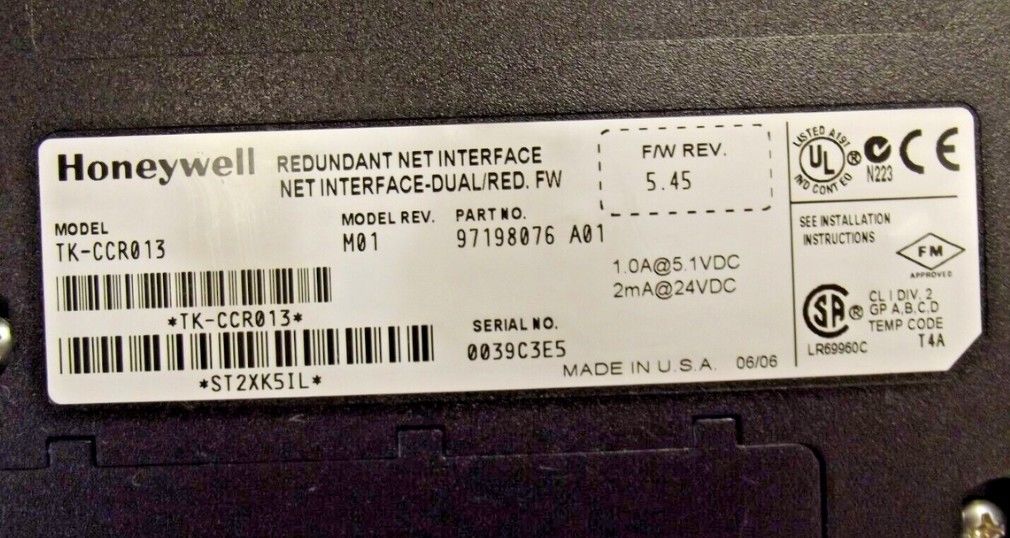 Honeywell
REDUNDANT NET INTERFACE
NET INTERFACE-DUAL/RED. FW
F/W REV.
5.45
MODEL
TK-CCR013
MODEL REV.
M01
PART NO.
97198076 A01
1.0A@5.1VDC
2mA@24VDC
*TK-CCR013*
SERIAL NO.
0039C3E5
*ST2XK5IL*
MADE IN U.S.A. 06/06
LISTED A191
UL ®
IND CONT EQ
N223
CE
SEE INSTALLATION
INSTRUCTIONS
FM
APPROVED
SA ®
LR69960C
CL I DIV. 2
GP A,B,C,D
TEMP CODE
T4A